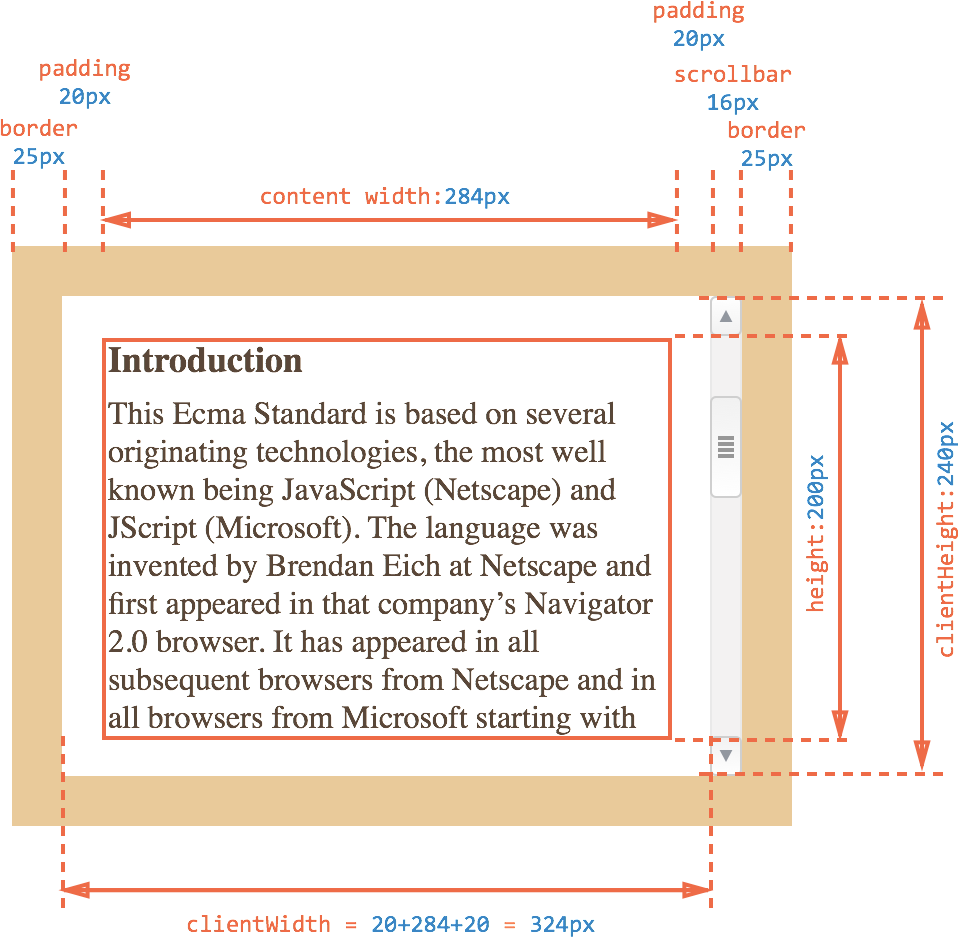 padding
20px
padding
20px
scrollbar
16px
border
25px
border
25px
content width:284px
Introduction
This Ecma Standard is based on several
originating technologies, the most well
known being JavaScript (Netscape) and
JScript (Microsoft). The language was
invented by Brendan Eich at Netscape and
first appeared in that company’s Navigator
2.0 browser. It has appeared in all
subsequent browsers from Netscape and in
all browsers from Microsoft starting with
height:200px
clientHeight:240px
clientWidth = 20+284+20 = 324px